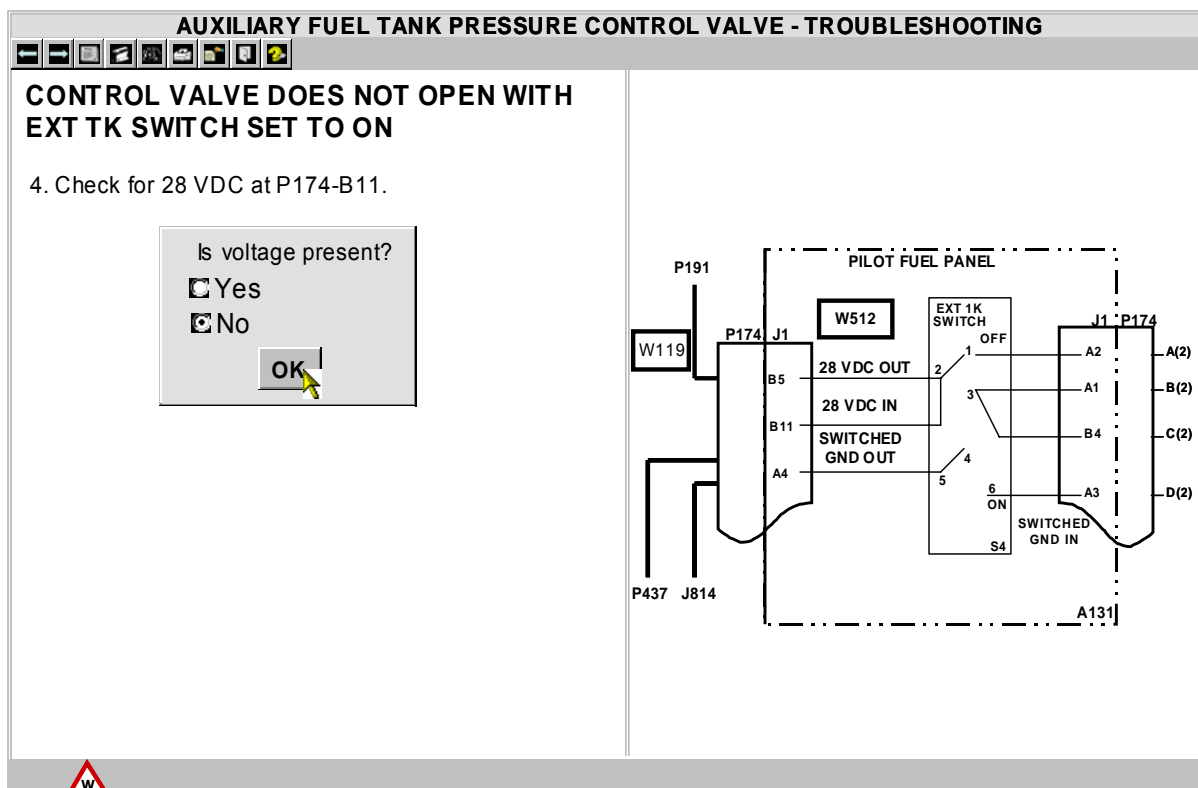 AUXILIARY FUEL TANK PRESSURE CONTROL VALVE - TROUBLESHOOTING
CONTROL VALVE DOES NOT OPEN WITH
EXT TK SWITCH SET TO ON
4. Check for 28 VDC at P174-B11.
Is voltage present?
Yes
No
OK
P191
PILOT FUEL PANEL
W119
P174
J1
W512
EXT 1K
SWITCH
OFF
J1
P174
B5
28 VDC OUT
2
1
A2
A(2)
B11
28 VDC IN
3
A1
B(2)
SWITCHED
GND OUT
B4
C(2)
A4
5
4
6
ON
A3
D(2)
SWITCHED
GND IN
S4
P437
J814
A131
W